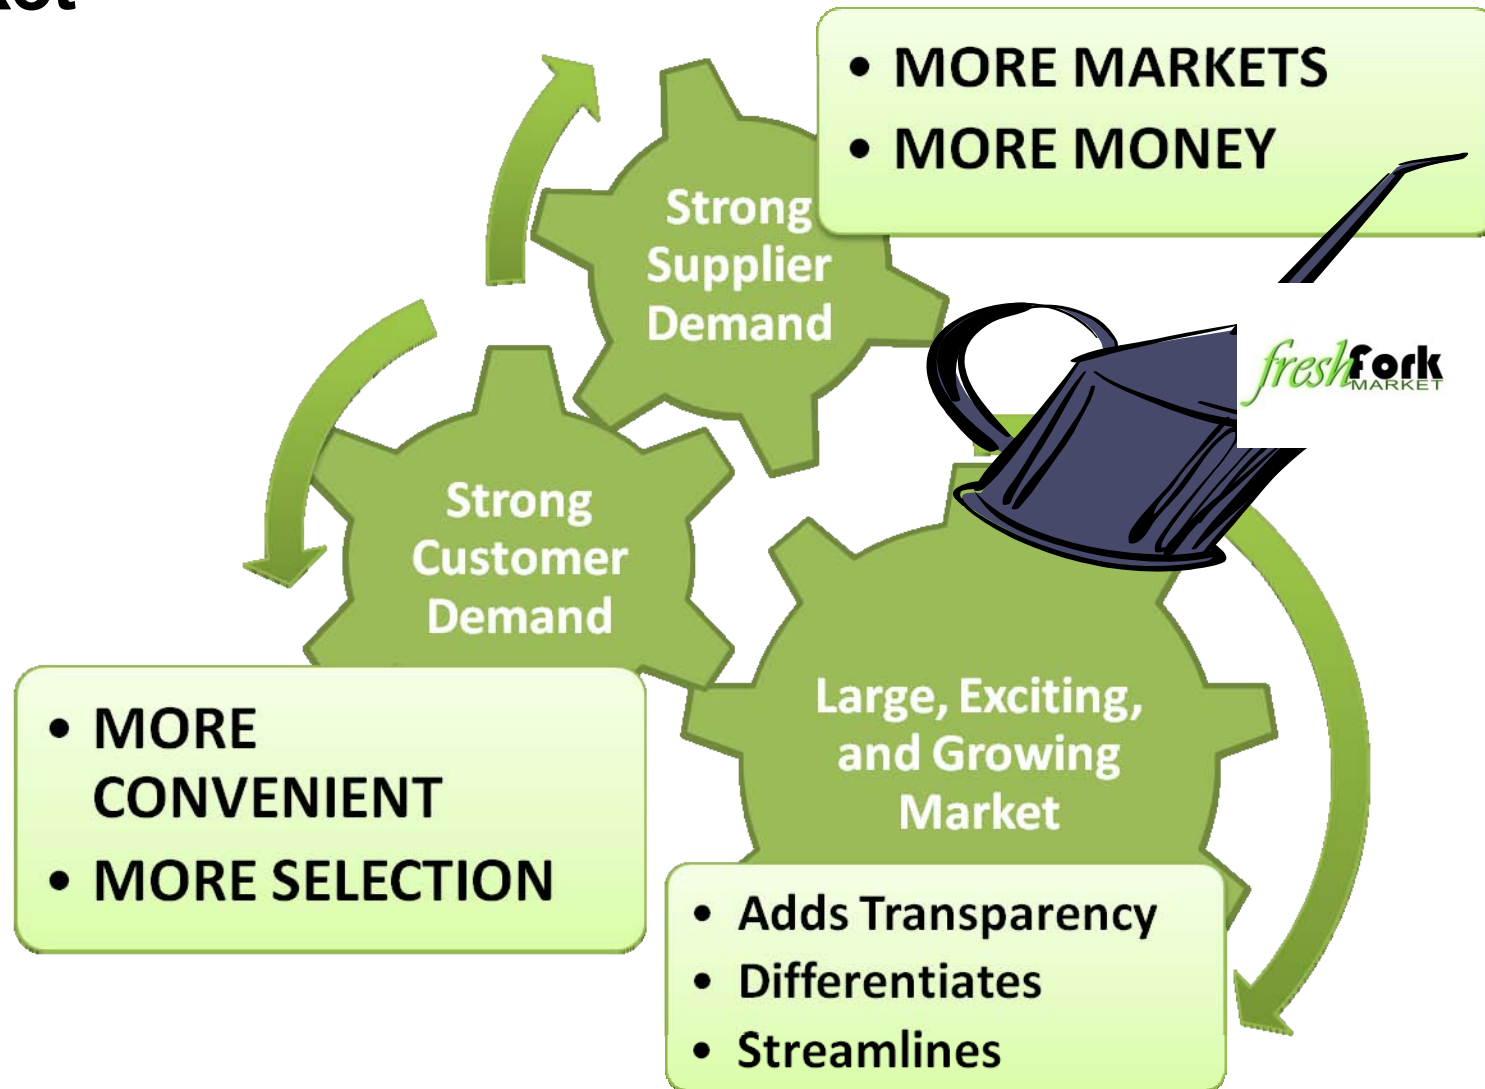 • MORE MARKETS
• MORE MONEY
Strong
Supplier
Demand
freshFork
MARKET
Strong
Customer
Demand
• MORE
CONVENIENT
• MORE SELECTION
Large, Exciting,
and Growing
Market
• Adds Transparency
• Differentiates
• Streamlines